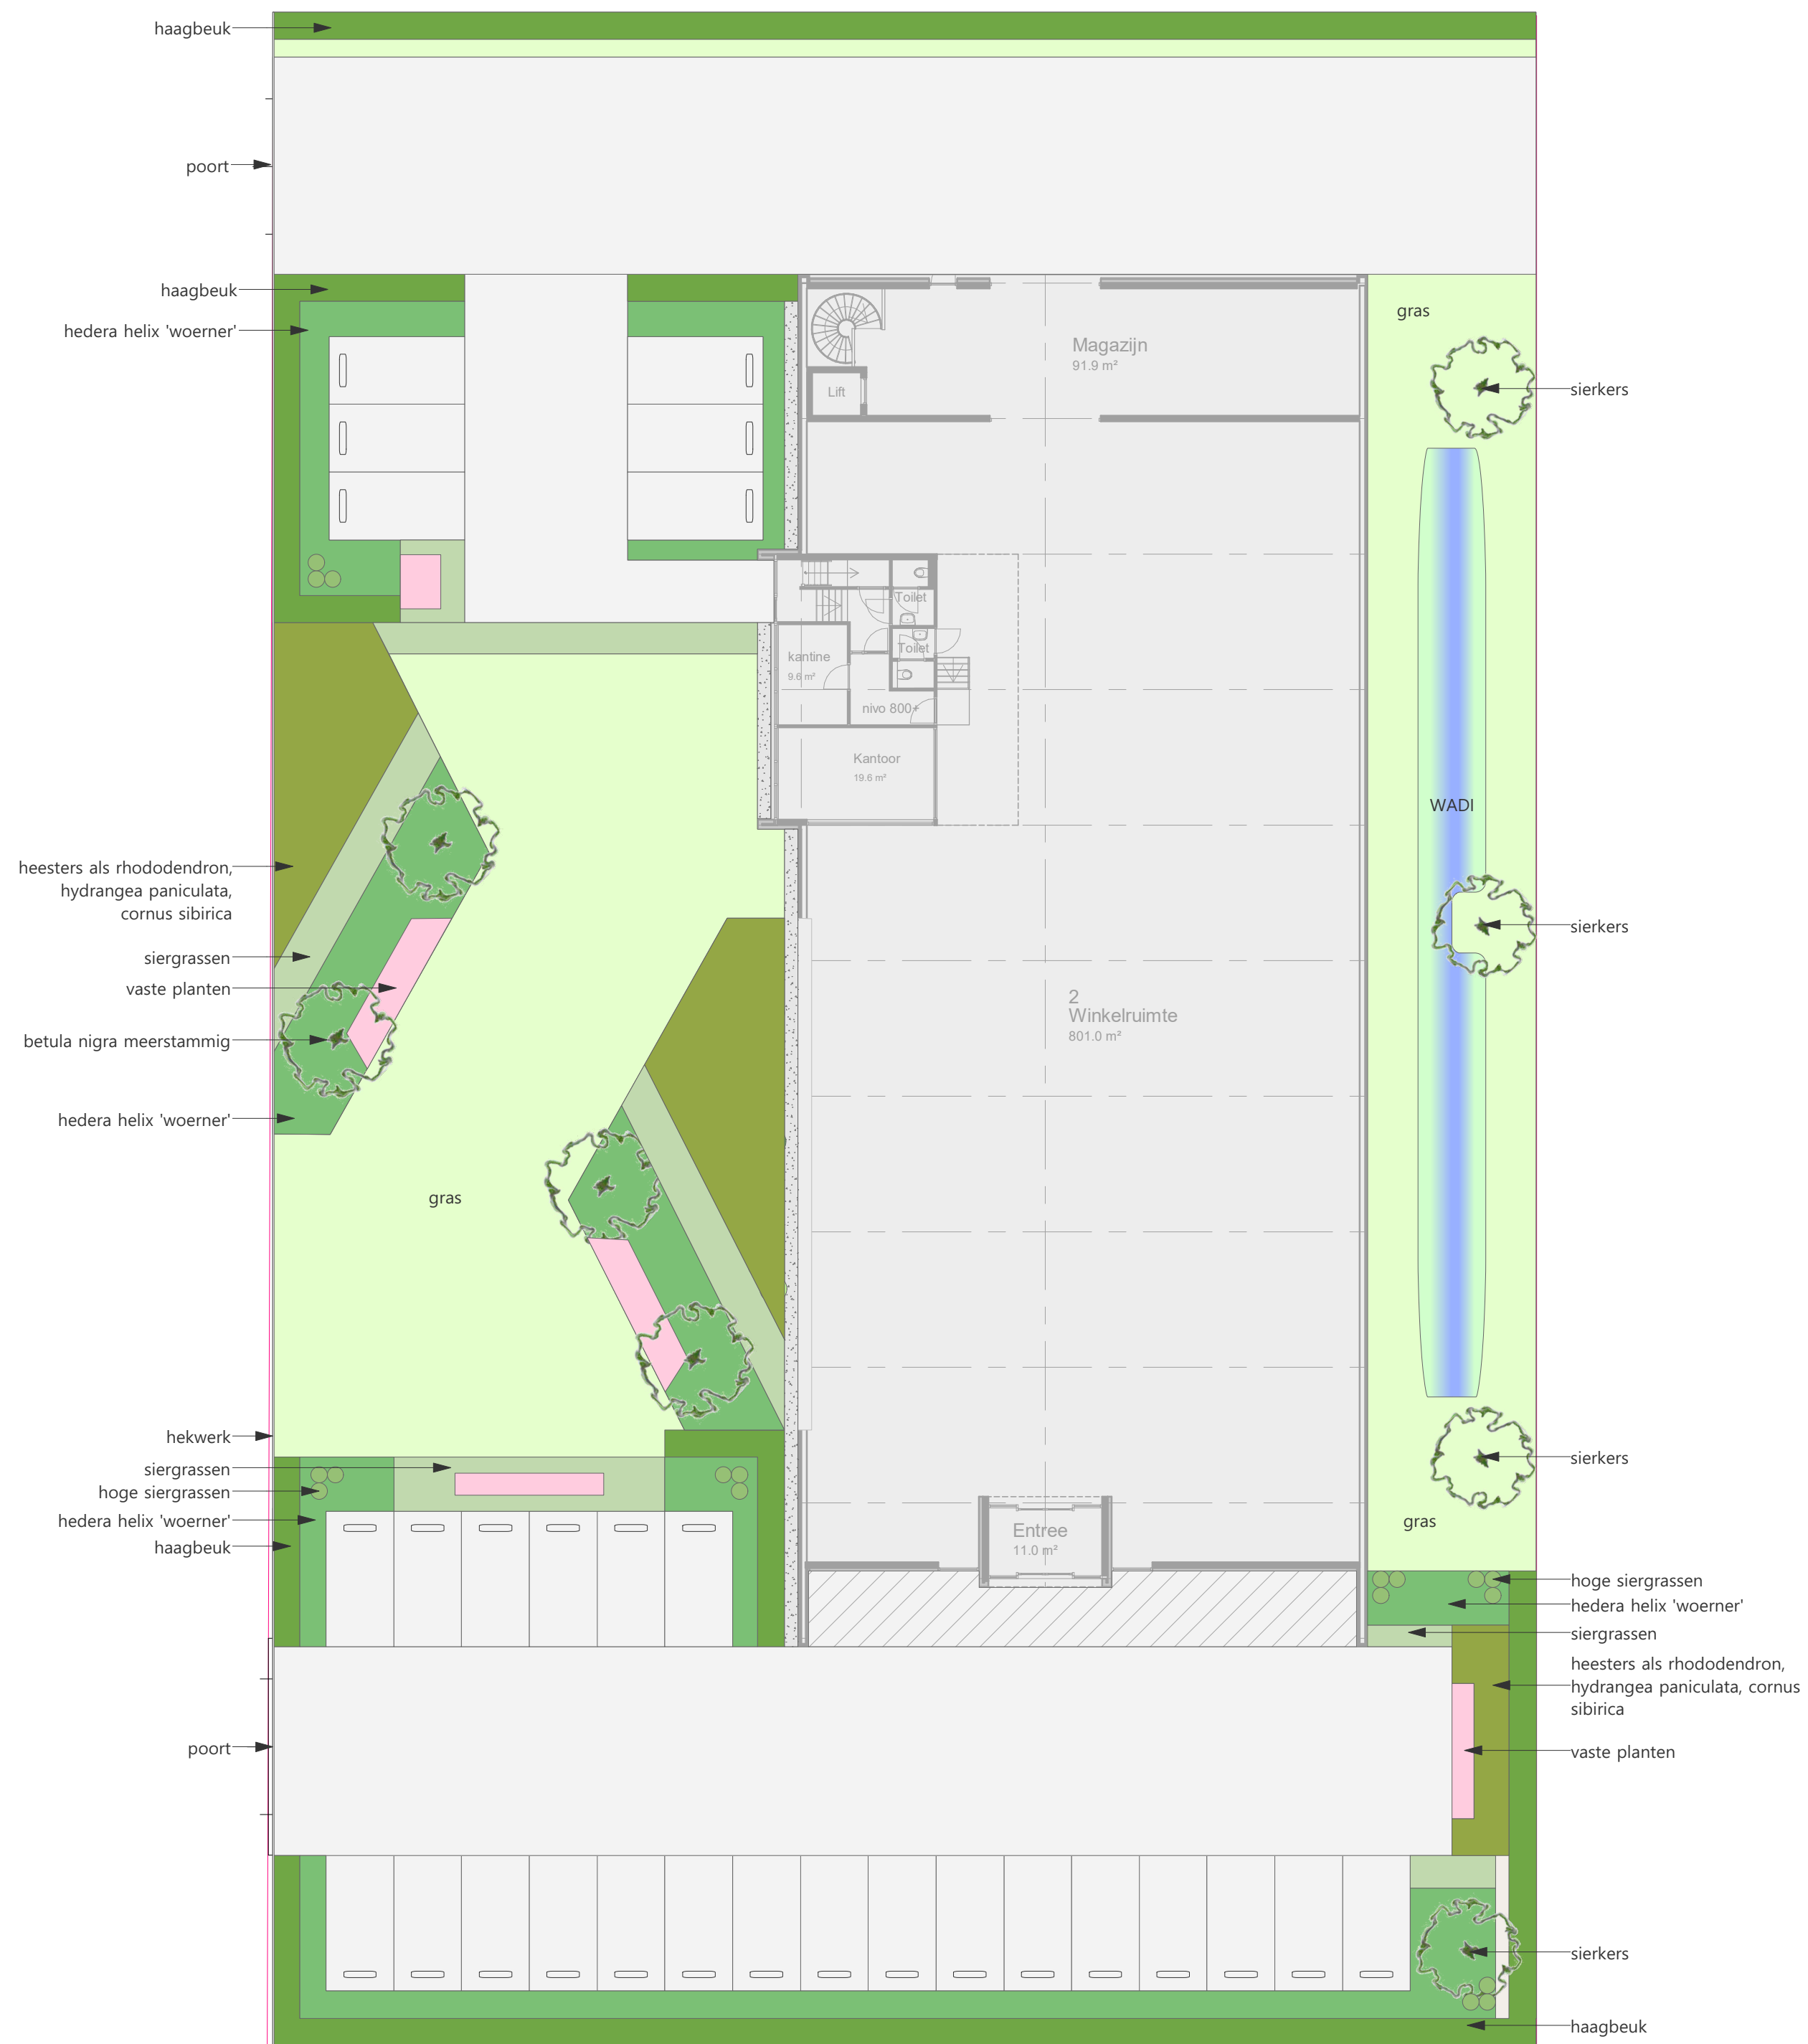 haagbeuk
poort
haagbeuk
hedera helix 'woerner'
heesters als rhododendron,
hydrangea paniculata,
cornus sibirica
siergrassen
vaste planten
betula nigra meerstammig
hedera helix 'woerner'
gras
hekwerk
siergrassen
hoge siergrassen
hedera helix 'woerner'
haagbeuk
poort
Magazijn
91.9 m²
Lift
Toilet
Toilet
kantine
9.6 m²
nivo 800+
Kantoor
19.6 m²
2
Winkelruimte
801.0 m²
Entree
11.0 m²
gras
sierkers
WADI
sierkers
sierkers
gras
hoge siergrassen
hedera helix 'woerner'
siergrassen
heesters als rhododendron,
hydrangea paniculata, cornus
sibirica
vaste planten
sierkers
haagbeuk